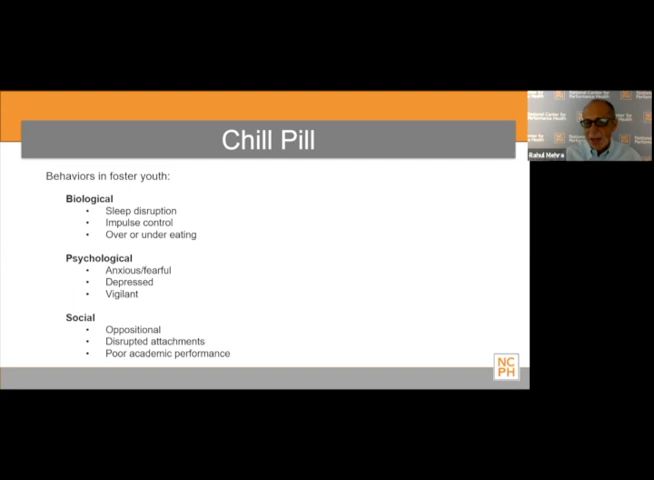 Chill Pill
Behaviors in foster youth:
Biological
• Sleep disruption
• Impulse control
• Over or under eating
Psychological
• Anxious/fearful
• Depressed
• Vigilant
Social
• Oppositional
• Disrupted attachments
• Poor academic performance
NC
PH
Rahul Mehra